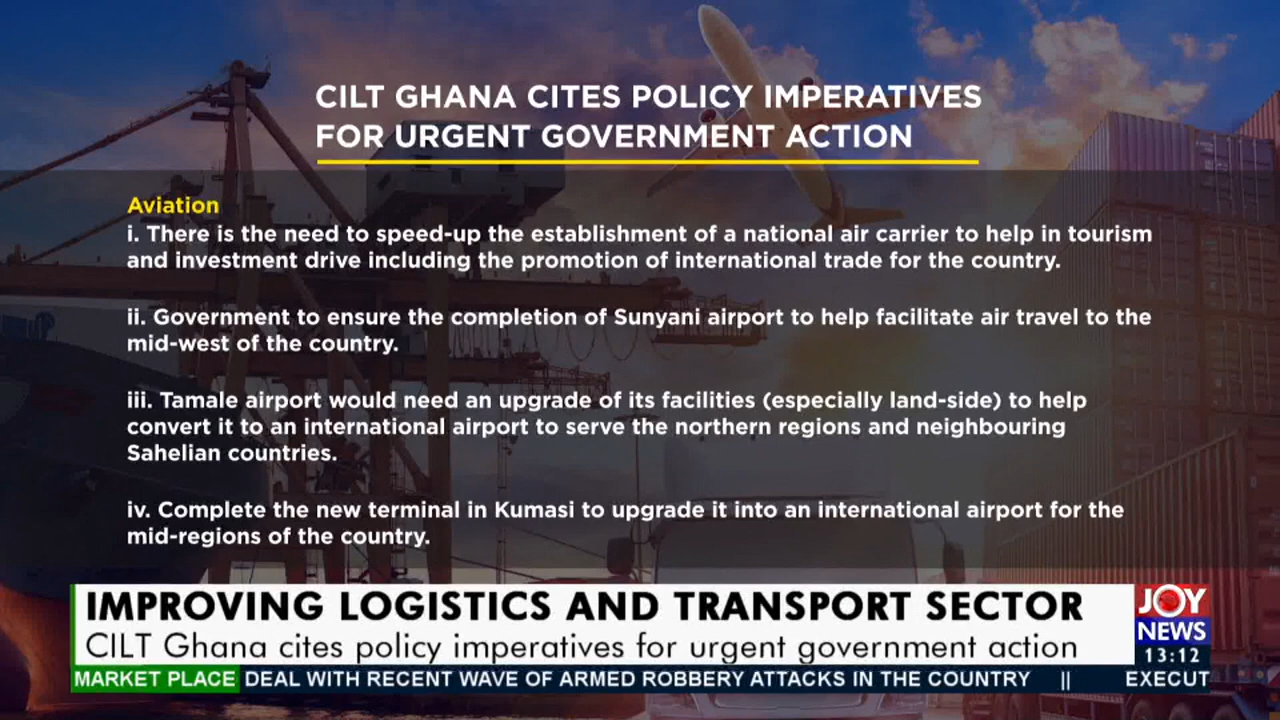 CILT GHANA CITES POLICY IMPERATIVES
FOR URGENT GOVERNMENT ACTION
Aviation
i. There is the need to speed-up the establishment of a national air carrier to help in tourism
and investment drive including the promotion of international trade for the country.
ii. Government to ensure the completion of Sunyani airport to help facilitate air travel to the
mid-west of the country.
iii. Tamale airport would need an upgrade of its facilities (especially land-side) to help
convert it to an international airport to serve the northern regions and neighbouring
Sahelian countries.
iv. Complete the new terminal in Kumasi to upgrade it into an international airport for the
mid-regions of the country.
IMPROVING LOGISTICS AND TRANSPORT SECTOR
CILT Ghana cites policy imperatives for urgent government action
JOY
NEWS
13:12
MARKET PLACE DEAL WITH RECENT WAVE OF ARMED ROBBERY ATTACKS IN THE COUNTRY || EXECUT